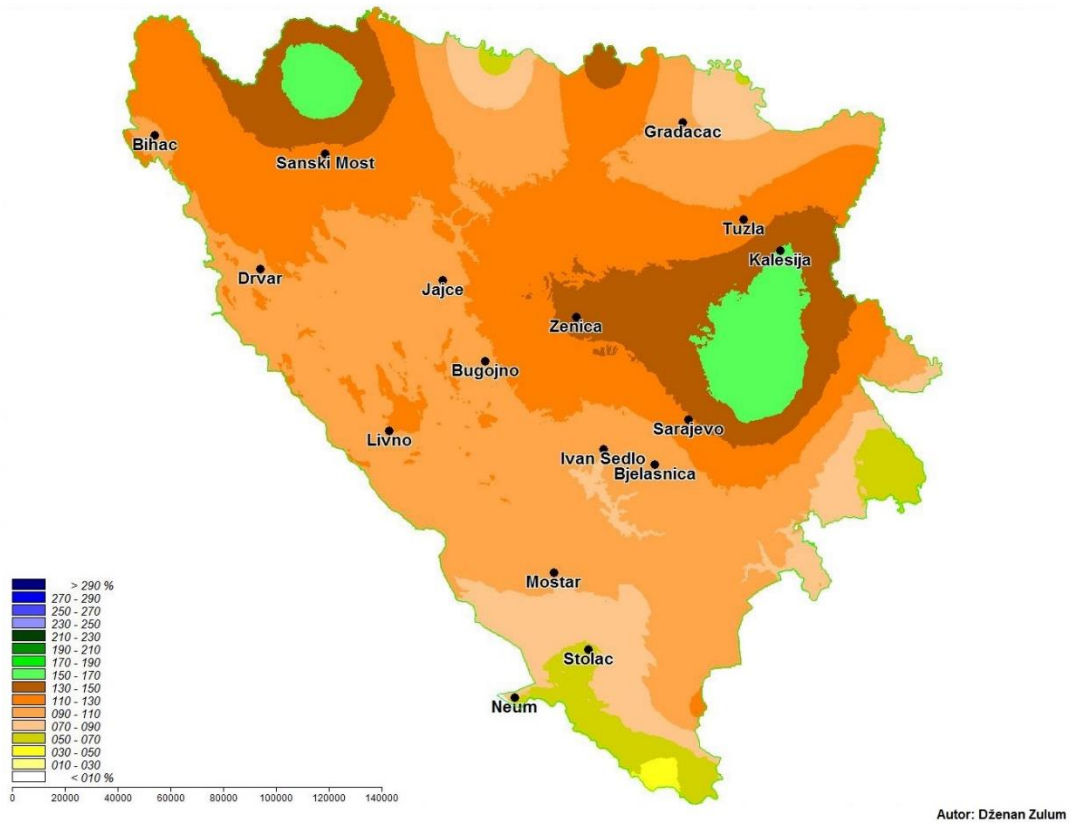 Bihac
Sanski Most
Gradacac
Tuzla
Kalesija
Drvar
Jajce
Zenica
Bugojno
Sarajevo
Livno
Ivan Sedlo
Bjelasnica
Mostar
Stolac
Neum
> 290 %
270 - 290
250 - 270
230 - 250
210 - 230
190 - 210
170 - 190
150 - 170
130 - 150
110 - 130
090 - 110
070 - 090
050 - 070
030 - 050
010 - 030
< 010 %
0 20000 40000 60000 80000 100000 120000 140000
Autor: Dženan Zulum